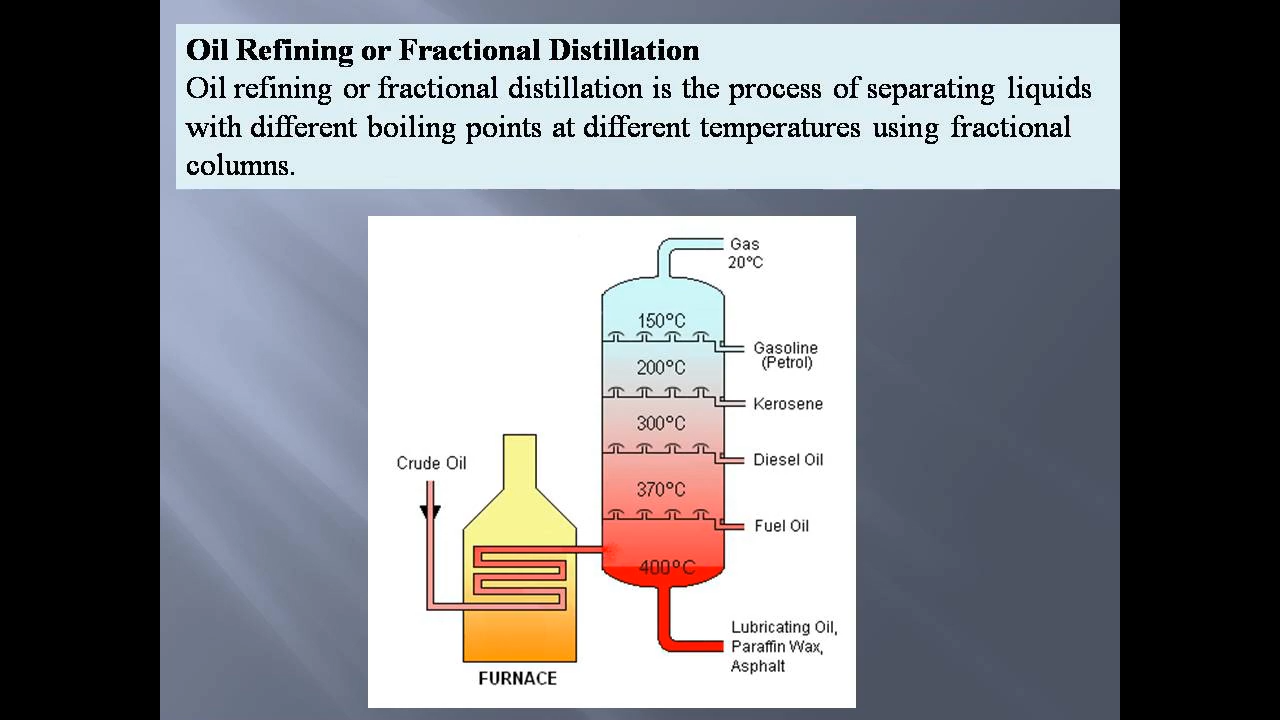 Oil Refining or Fractional Distillation
Oil refining or fractional distillation is the process of separating liquids
with different boiling points at different temperatures using fractional
columns.
Gas
20°C
150°C
Gasoline
(Petrol)
200°C
Kerosene
300°C
Diesel Oil
Crude Oil
370°C
Fuel Oil
400°C
Lubricating Oil,
Paraffin Wax,
Asphalt
FURNACE